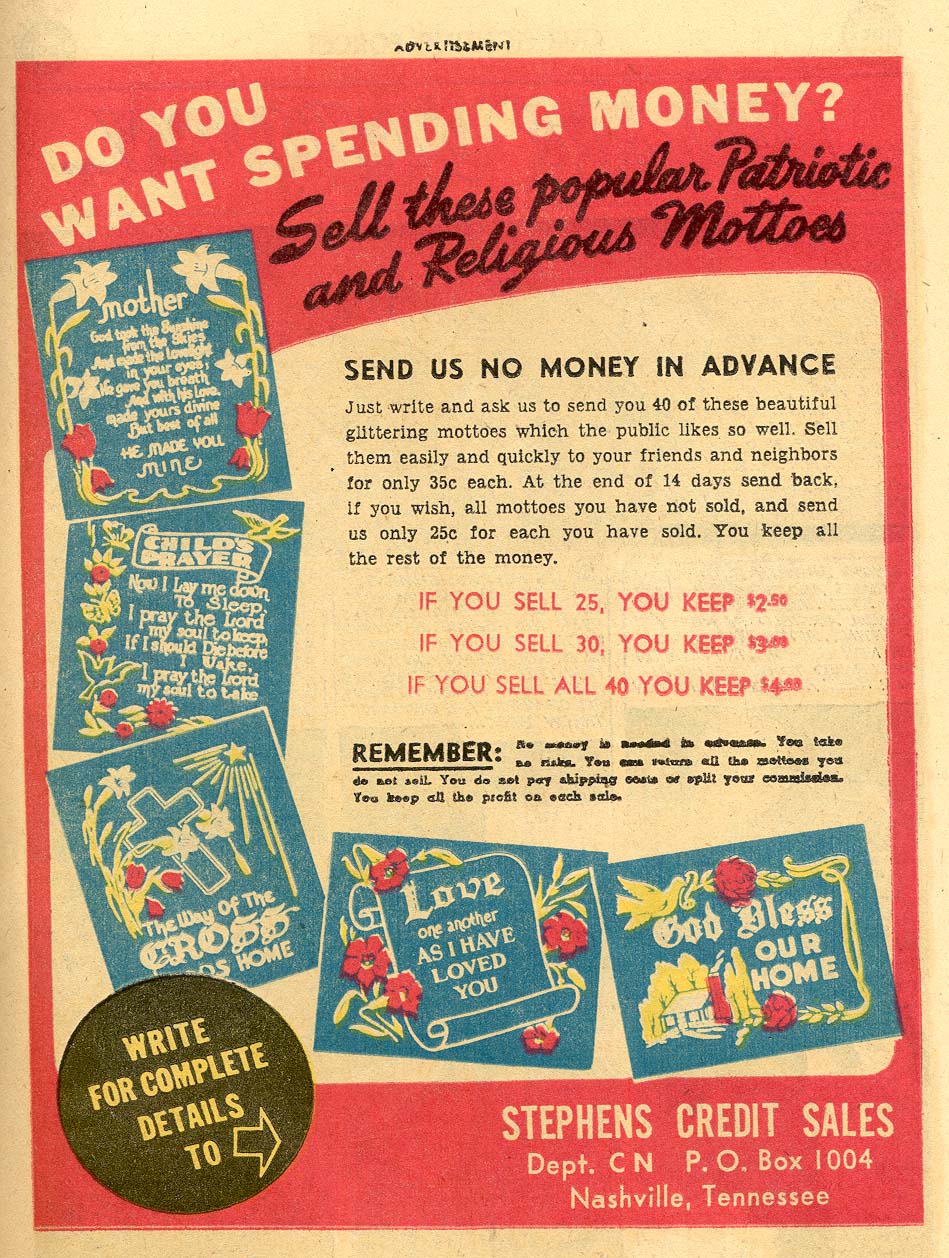 ADVERTISEMENT
DO YOU
WANT SPENDING MONEY?
Sell these popular Patriotic
and Religious Mottoes
mother
God took the Sunshine
from the Skies
And made the Lovelight
in your eyes;
He gave you breath
And with his Love,
made yours divine
But best of all
HE MADE YOU
MINE
CHILD'S
PRAYER
Now I Lay me down
To Sleep,
I pray the Lord
my soul to keep
If I should Die before
I Wake,
I pray the Lord
my soul to take
The Way Of The
CROSS
DS HOME
SEND US NO MONEY IN ADVANCE
Just write and ask us to send you 40 of these beautiful
glittering mottoes which the public likes so well. Sell
them easily and quickly to your friends and neighbors
for only 35c each. At the end of 14 days send back,
if you wish, all mottoes you have not sold, and send
us only 25c for each you have sold. You keep all
the rest of the money.
IF YOU SELL 25, YOU KEEP $2.50
IF YOU SELL 30, YOU KEEP $3.00
IF YOU SELL ALL 40 YOU KEEP $4.00
REMEMBER: No money is needed in advance. You take
no risks. You can return all the mottoes you
do not sell. You do not pay shipping costs or split your commission.
You keep all the profit on each sale.
Love
one another
AS I HAVE
LOVED
YOU
God Bless
OUR
HOME
WRITE
FOR COMPLETE
DETAILS
TO
STEPHENS CREDIT SALES
Dept. CN P. O. Box 1004
Nashville, Tennessee